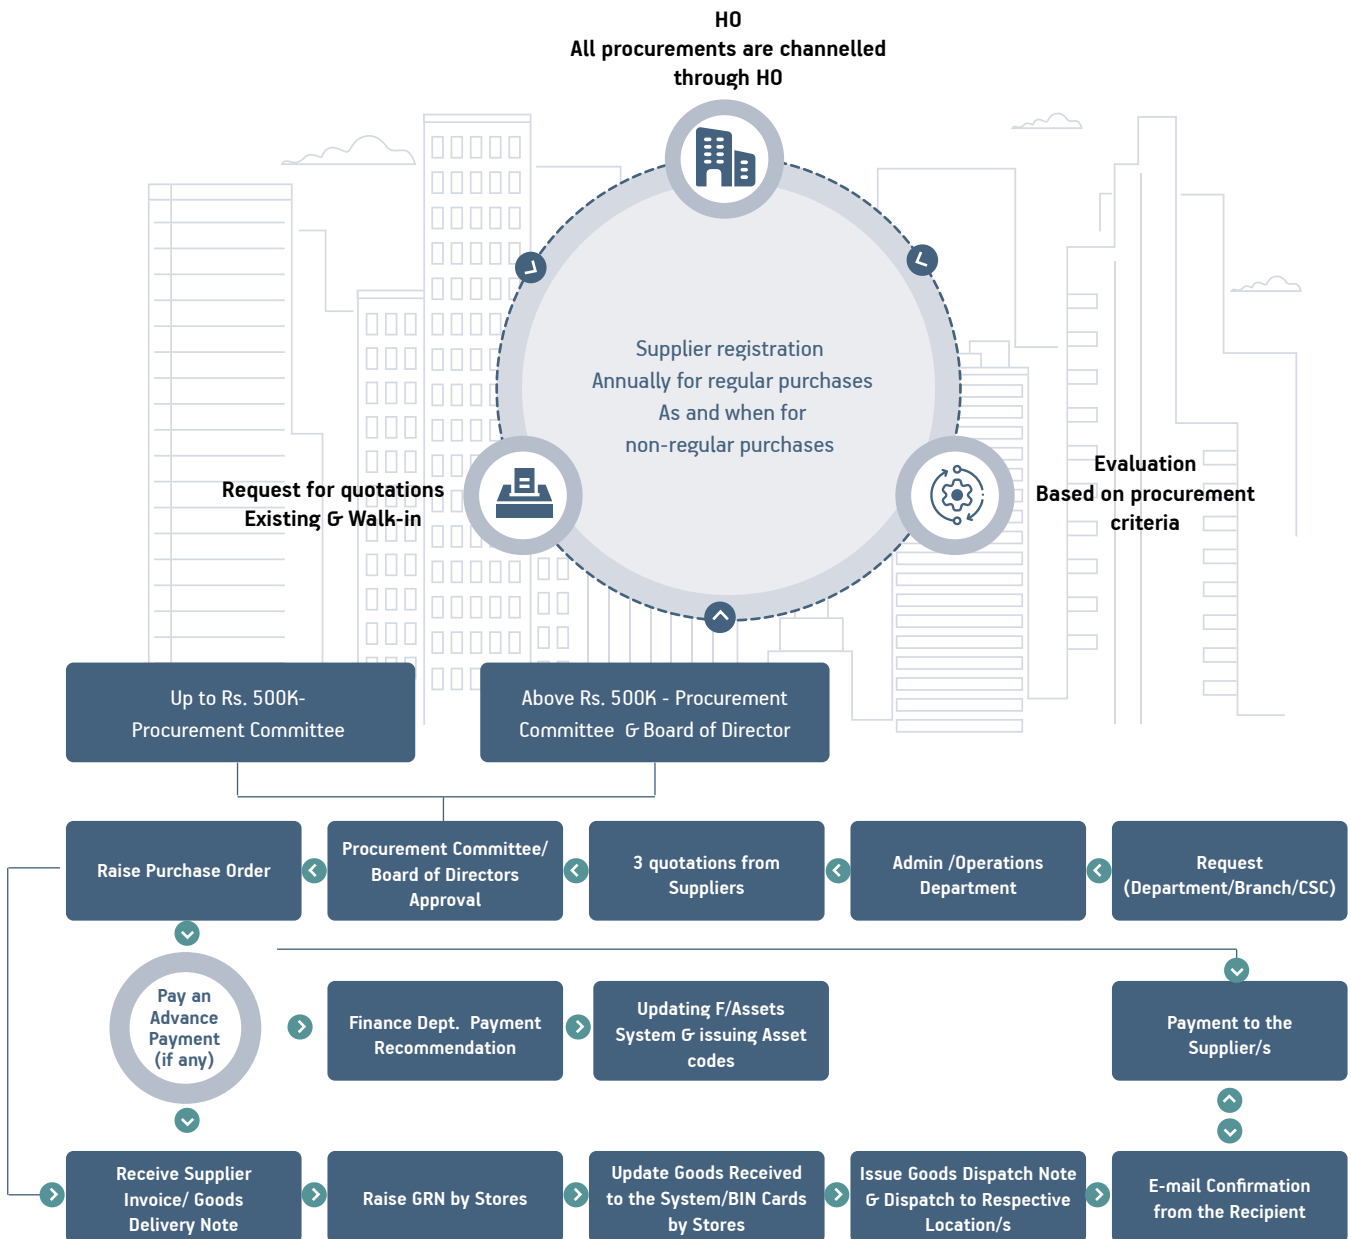 HO
All procurements are channelled
through HO
Supplier registration
Annually for regular purchases
As and when for
non-regular purchases
Request for quotations
Existing & Walk-in
Evaluation
Based on procurement
criteria
Up to Rs. 500K-
Procurement Committee
Above Rs. 500K - Procurement
Committee & Board of Director
Raise Purchase Order
Procurement Committee/
Board of Directors
Approval
3 quotations from
Suppliers
Admin /Operations
Department
Request
(Department/Branch/CSC)
Pay an
Advance
Payment
(if any)
Finance Dept. Payment
Recommendation
Updating F/Assets
System & issuing Asset
codes
Payment to the
Supplier/s
Receive Supplier
Invoice/ Goods
Delivery Note
Raise GRN by Stores
Update Goods Received
to the System/BIN Cards
by Stores
Issue Goods Dispatch Note
& Dispatch to Respective
Location/s
E-mail Confirmation
from the Recipient